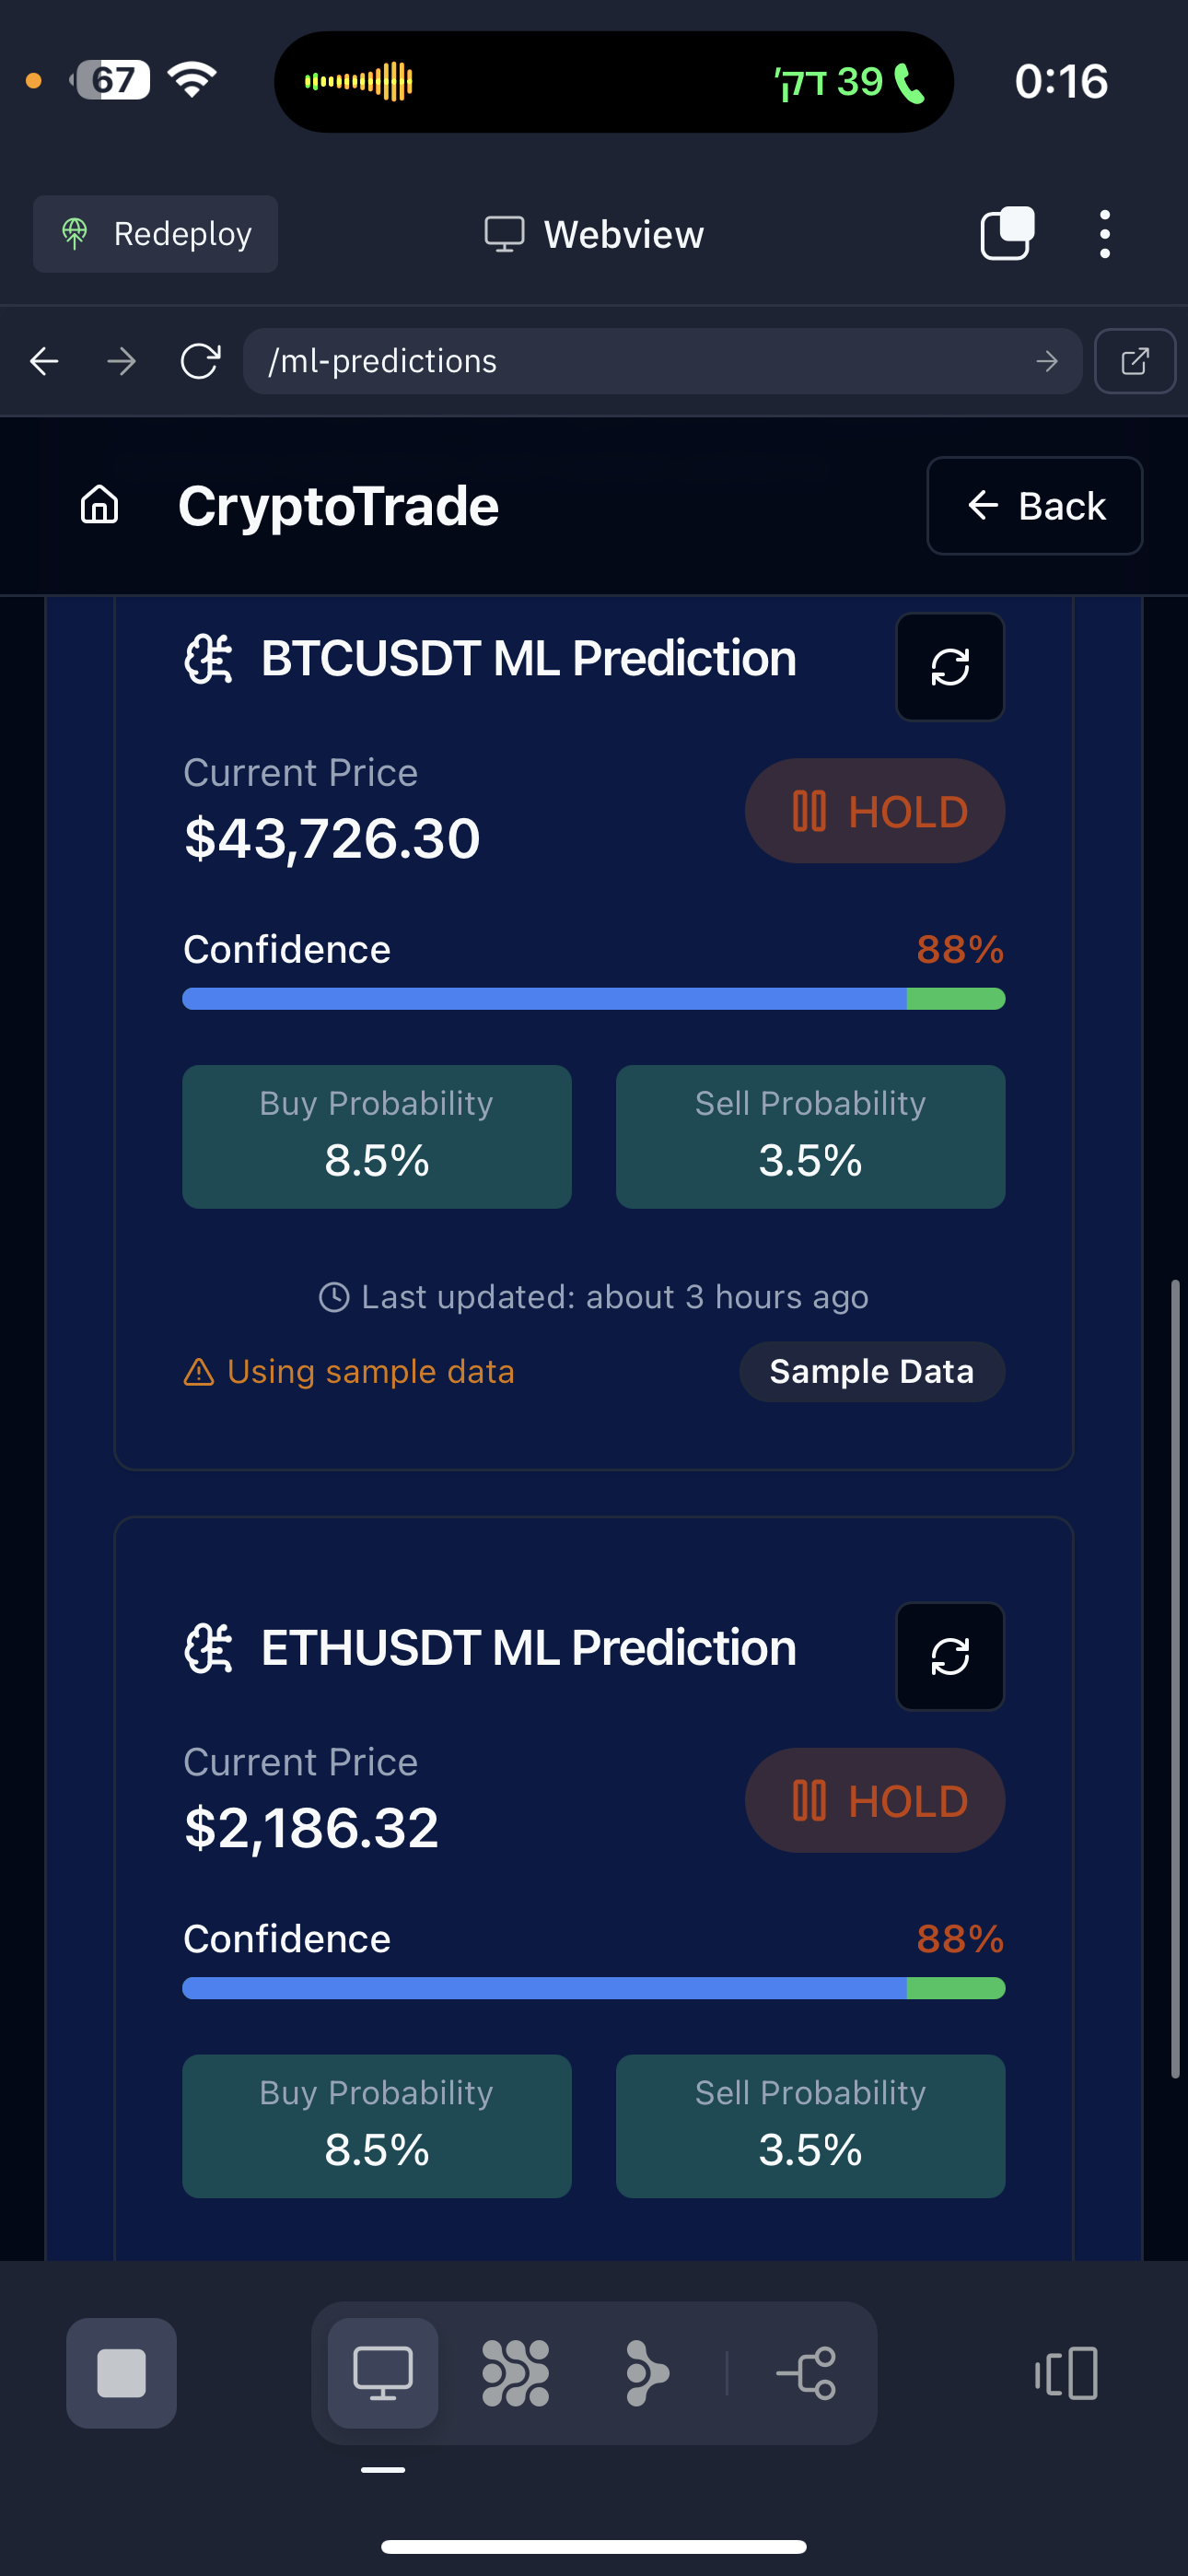 67
39 דק׳
0:16
Redeploy
Webview
/ml-predictions
CryptoTrade
Back
BTCUSDT ML Prediction
Current Price
$43,726.30
HOLD
Confidence
88%
Buy Probability
8.5%
Sell Probability
3.5%
Last updated: about 3 hours ago
Using sample data
Sample Data
ETHUSDT ML Prediction
Current Price
$2,186.32
HOLD
Confidence
88%
Buy Probability
8.5%
Sell Probability
3.5%